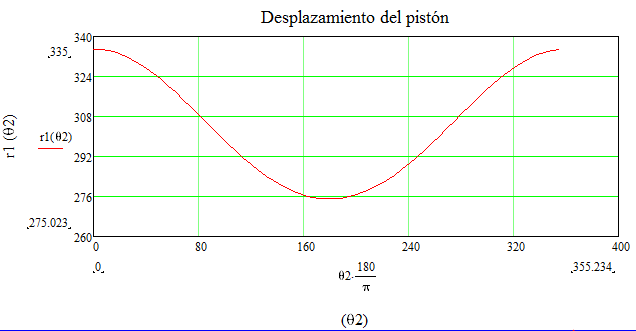 Desplazamiento del pistón
340
335
324
308
r1(θ2)
r1 (θ2)
292
276
275.023
260
0 80 160 240 320 400
0
θ2·180/π
355.234
(θ2)